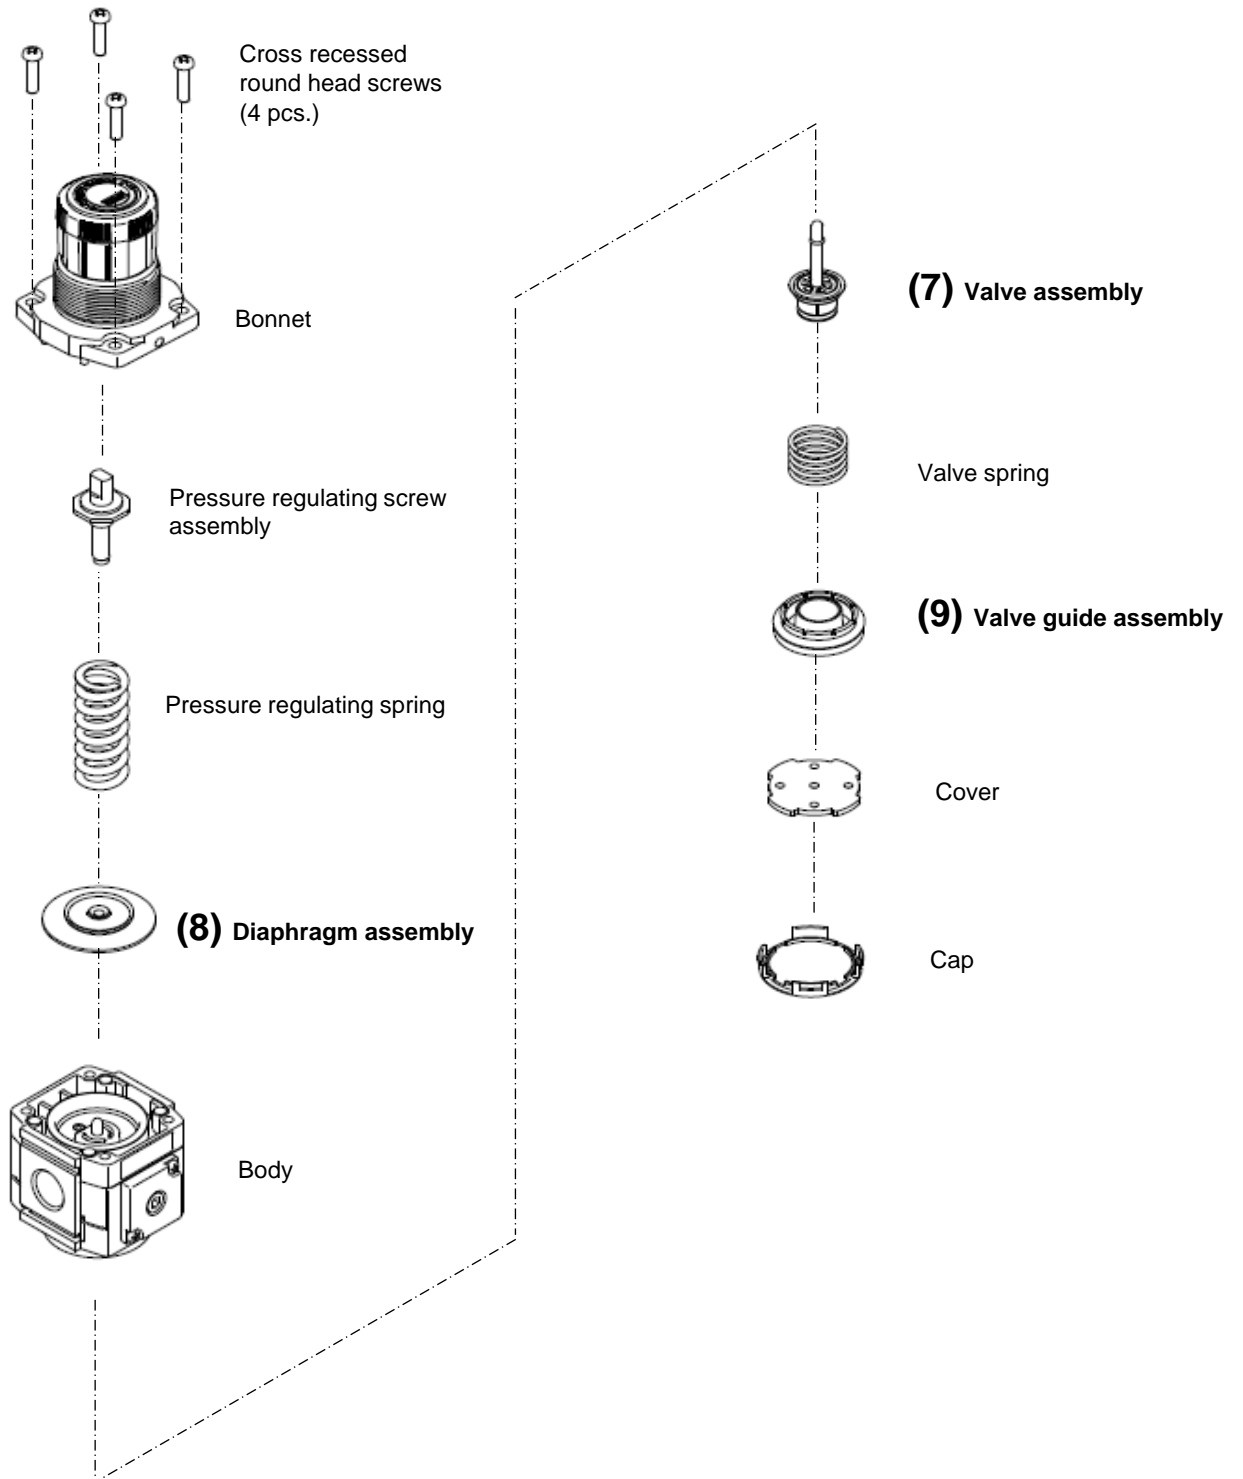 Cross recessed
round head screws
(4 pcs.)
Bonnet
Pressure regulating screw
assembly
Pressure regulating spring
(8) Diaphragm assembly
Body
(7) Valve assembly
Valve spring
(9) Valve guide assembly
Cover
Cap